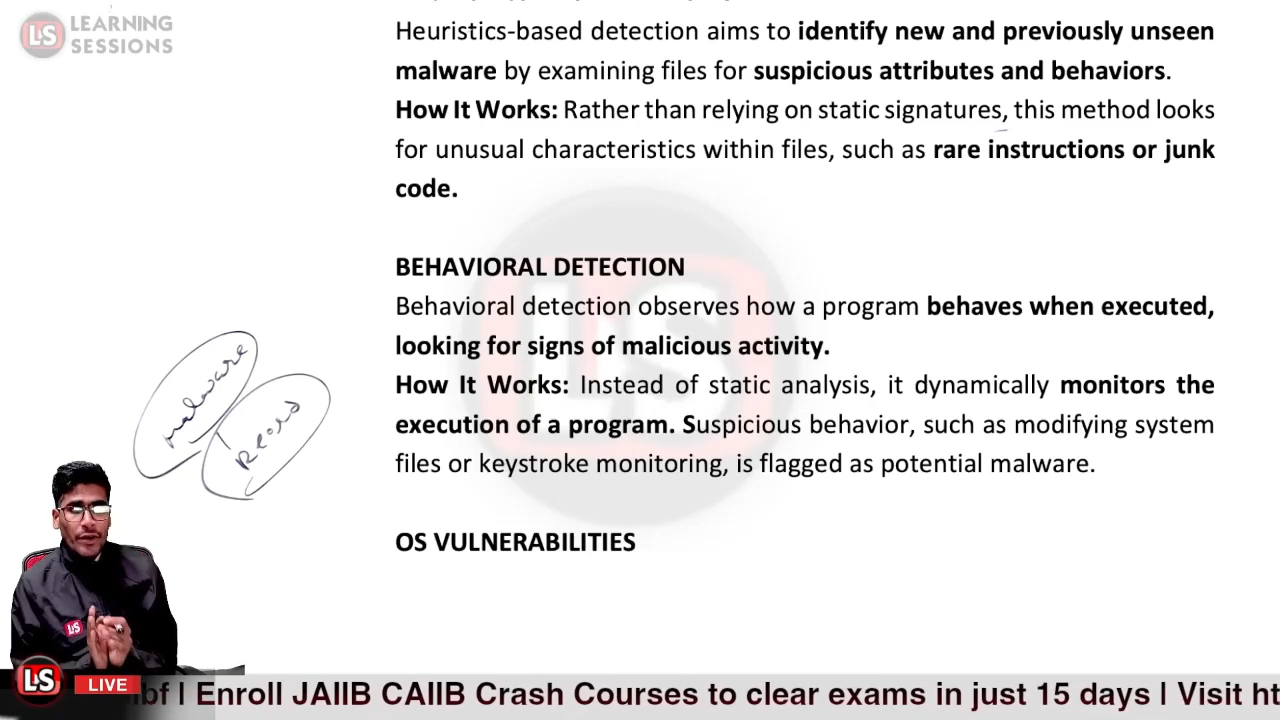 LS LEARNING
SESSIONS
Heuristics-based detection aims to identify new and previously unseen
malware by examining files for suspicious attributes and behaviors.
How It Works: Rather than relying on static signatures, this method looks
for unusual characteristics within files, such as rare instructions or junk
code.
BEHAVIORAL DETECTION
Behavioral detection observes how a program behaves when executed,
looking for signs of malicious activity.
How It Works: Instead of static analysis, it dynamically monitors the
execution of a program. Suspicious behavior, such as modifying system
files or keystroke monitoring, is flagged as potential malware.
malware
OS VULNERABILITIES
LS
LS LIVE
bf | Enroll JAIIB CAIIB Crash Courses to clear exams in just 15 days | Visit ht